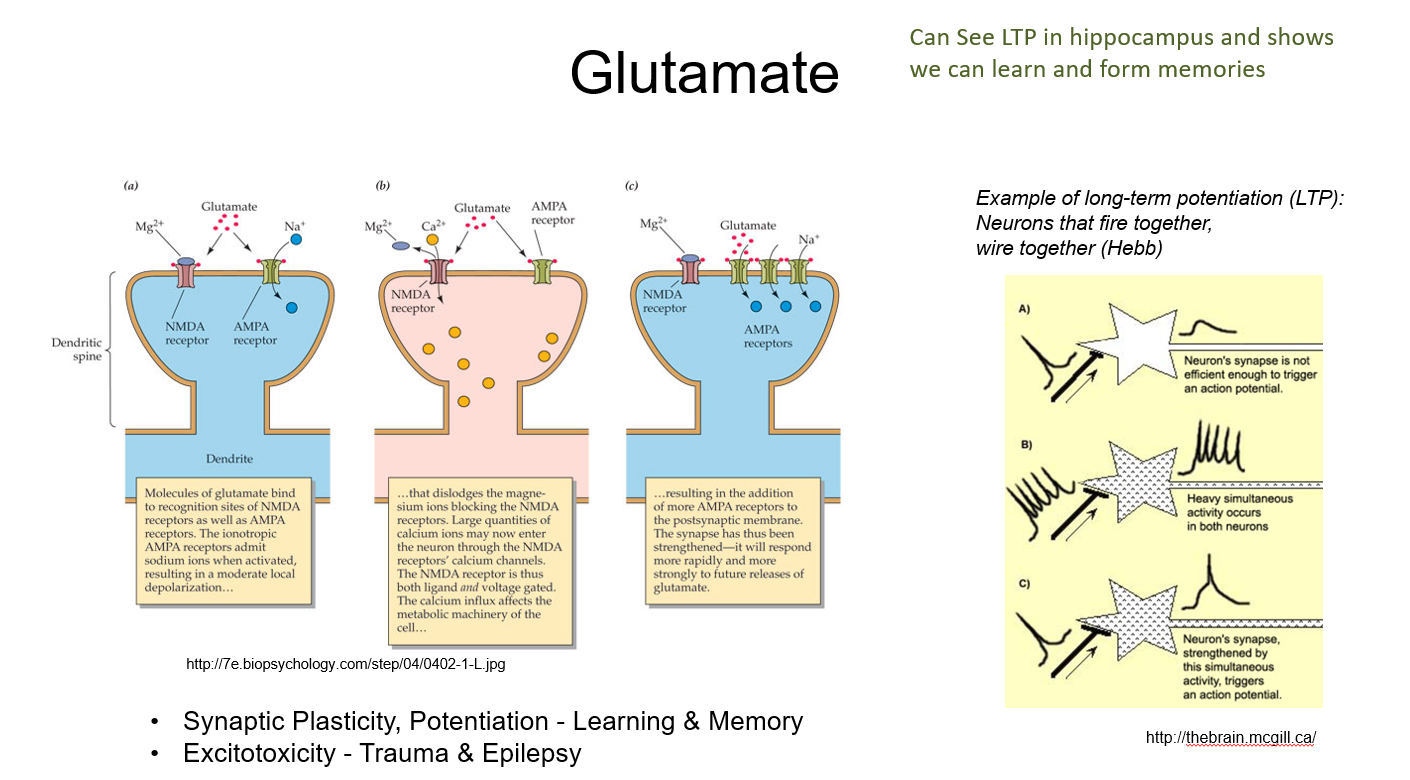 Glutamate
Can See LTP in hippocampus and shows
we can learn and form memories
(a)
Glutamate
Mg²⁺
Na⁺
NMDA
receptor
AMPA
receptor
Dendritic
spine
Dendrite
Molecules of glutamate bind
to recognition sites of NMDA
receptors as well as AMPA
receptors. The ionotropic
AMPA receptors admit
sodium ions when activated,
resulting in a moderate local
depolarization…
(b)
Mg²⁺
Ca²⁺
Glutamate
AMPA
receptor
NMDA
receptor
…that dislodges the magne-
sium ions blocking the NMDA
receptors. Large quantities of
calcium ions may now enter
the neuron through the NMDA
receptors' calcium channels.
The NMDA receptor is thus
both ligand and voltage gated.
The calcium influx affects the
metabolic machinery of the
cell…
(c)
Mg²⁺
Glutamate
Na⁺
NMDA
receptor
AMPA
receptors
…resulting in the addition
of more AMPA receptors to
the postsynaptic membrane.
The synapse has thus been
strengthened—it will respond
more rapidly and more
strongly to future releases of
glutamate.
http://7e.biopsychology.com/step/04/0402-1-L.jpg
• Synaptic Plasticity, Potentiation - Learning & Memory
• Excitotoxicity - Trauma & Epilepsy
Example of long-term potentiation (LTP):
Neurons that fire together,
wire together (Hebb)
A)
Neuron's synapse is not
efficient enough to trigger
an action potential.
B)
Heavy simultaneous
activity occurs
in both neurons
C)
Neuron's synapse,
strengthened by
this simultaneous
activity, triggers
an action potential.
http://thebrain.mcgill.ca/